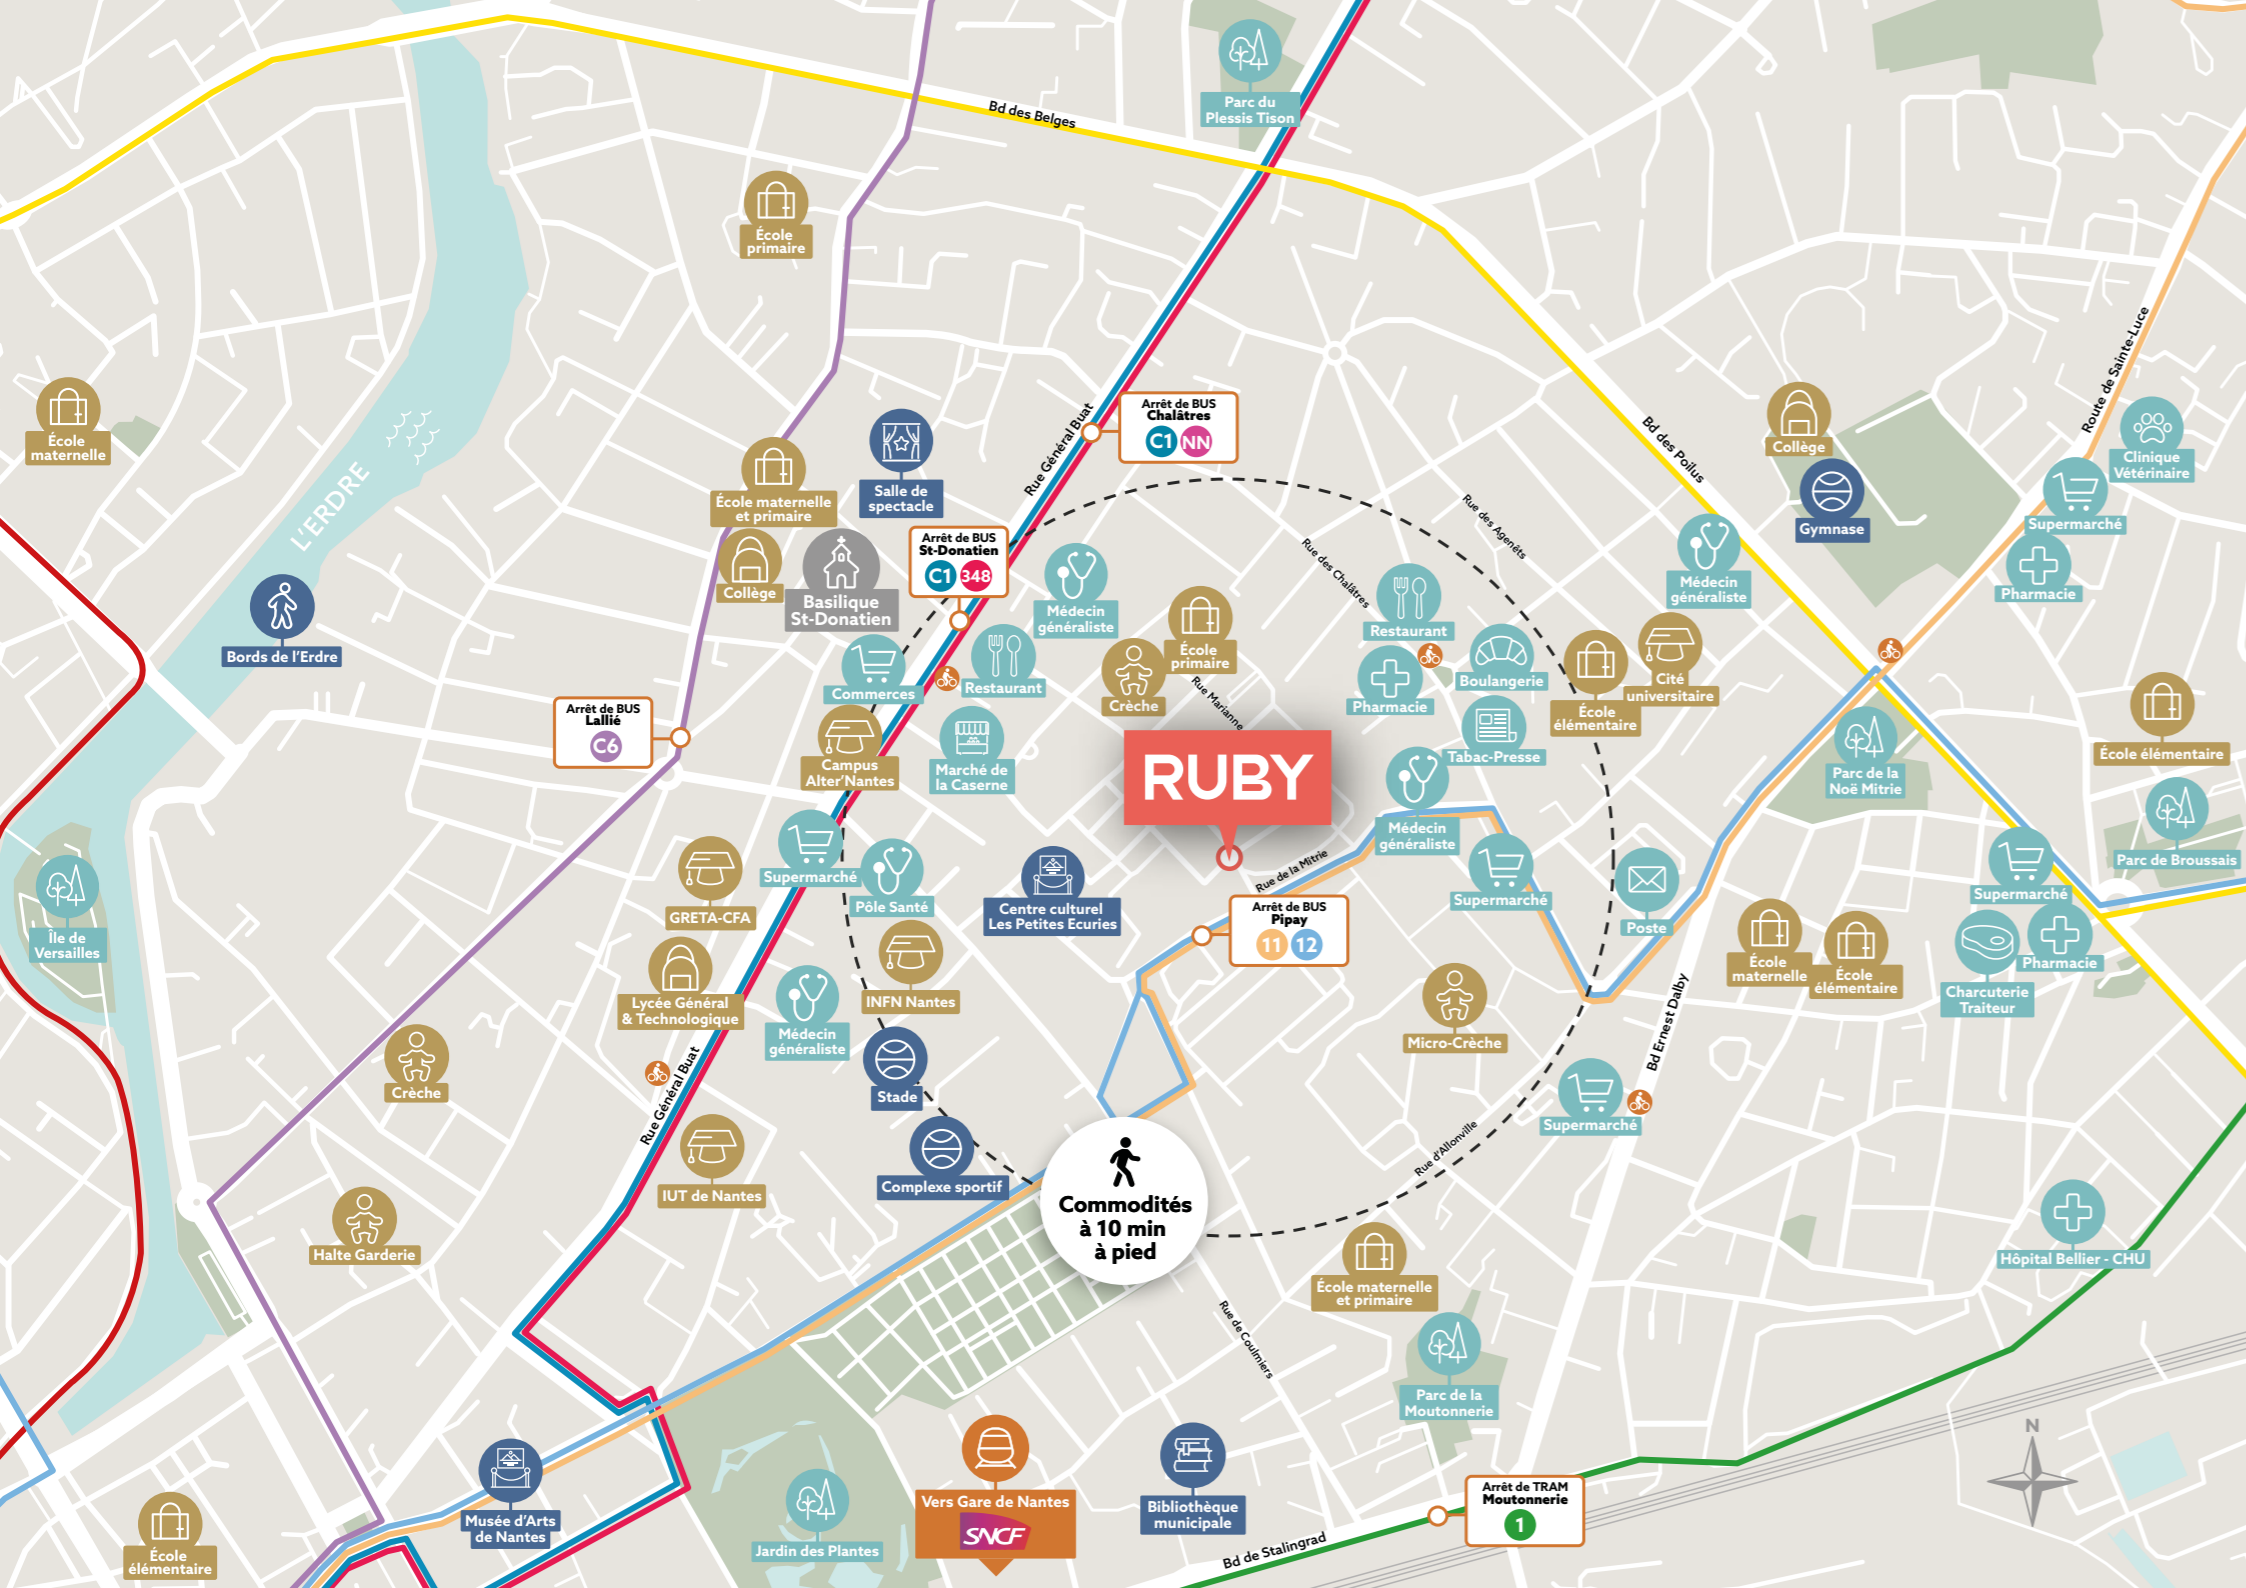 Bd des Belges
Parc du
Plessis Tison
École
primaire
Route de Sainte-Luce
École
maternelle
L'ERDRE
Rue Général Buat
Arrêt de BUS
Chalâtres
C1 NN
Bd des Poilus
Collège
Gymnase
Clinique
Vétérinaire
Supermarché
Pharmacie
Salle de
spectacle
École maternelle
et primaire
Collège
Basilique
St-Donatien
Arrêt de BUS
St-Donatien
C1 348
Médecin
généraliste
Rue des Agenêts
Rue des Chalâtres
Médecin
généraliste
Bords de l'Erdre
École
primaire
Crèche
Rue Marianne
Restaurant
Pharmacie
Boulangerie
Tabac-Presse
École
élémentaire
Cité
universitaire
Commerces
Restaurant
Arrêt de BUS
Lallié
C6
Campus
Alter'Nantes
Marché de
la Caserne
RUBY
Médecin
généraliste
Parc de la
Noë Mitrie
École élémentaire
Parc de Broussais
Supermarché
GRETA-CFA
Pôle Santé
Centre culturel
Les Petites Ecuries
Rue de la Mitrie
Arrêt de BUS
Pipay
11 12
Supermarché
Poste
Supermarché
Île de
Versailles
École
maternelle
École
élémentaire
Charcuterie
Traiteur
Pharmacie
Lycée Général
& Technologique
INFN Nantes
Médecin
généraliste
Micro-Crèche
Bd Ernest Dalby
Crèche
Rue Général Buat
Stade
Supermarché
Complexe sportif
IUT de Nantes
Commodités
à 10 min
à pied
Rue d'Allonville
Halte Garderie
École maternelle
et primaire
Hôpital Bellier - CHU
Rue de Coulmiers
Parc de la
Moutonnerie
N
Musée d'Arts
de Nantes
École
élémentaire
Jardin des Plantes
Vers Gare de Nantes
SNCF
Bibliothèque
municipale
Bd de Stalingrad
Arrêt de TRAM
Moutonnerie
1